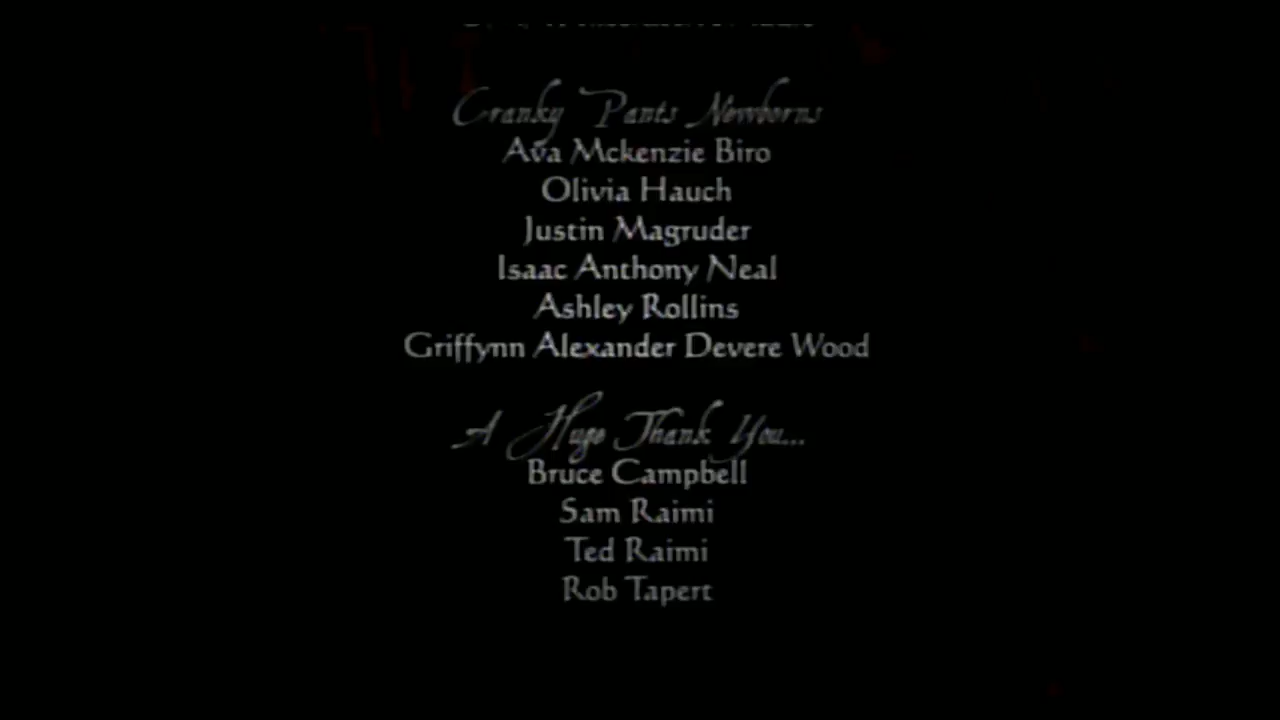 Cranky Pants Newborns
Ava Mckenzie Biro
Olivia Hauch
Justin Magruder
Isaac Anthony Neal
Ashley Rollins
Griffynn Alexander Devere Wood
A Huge Thank You...
Bruce Campbell
Sam Raimi
Ted Raimi
Rob Tapert